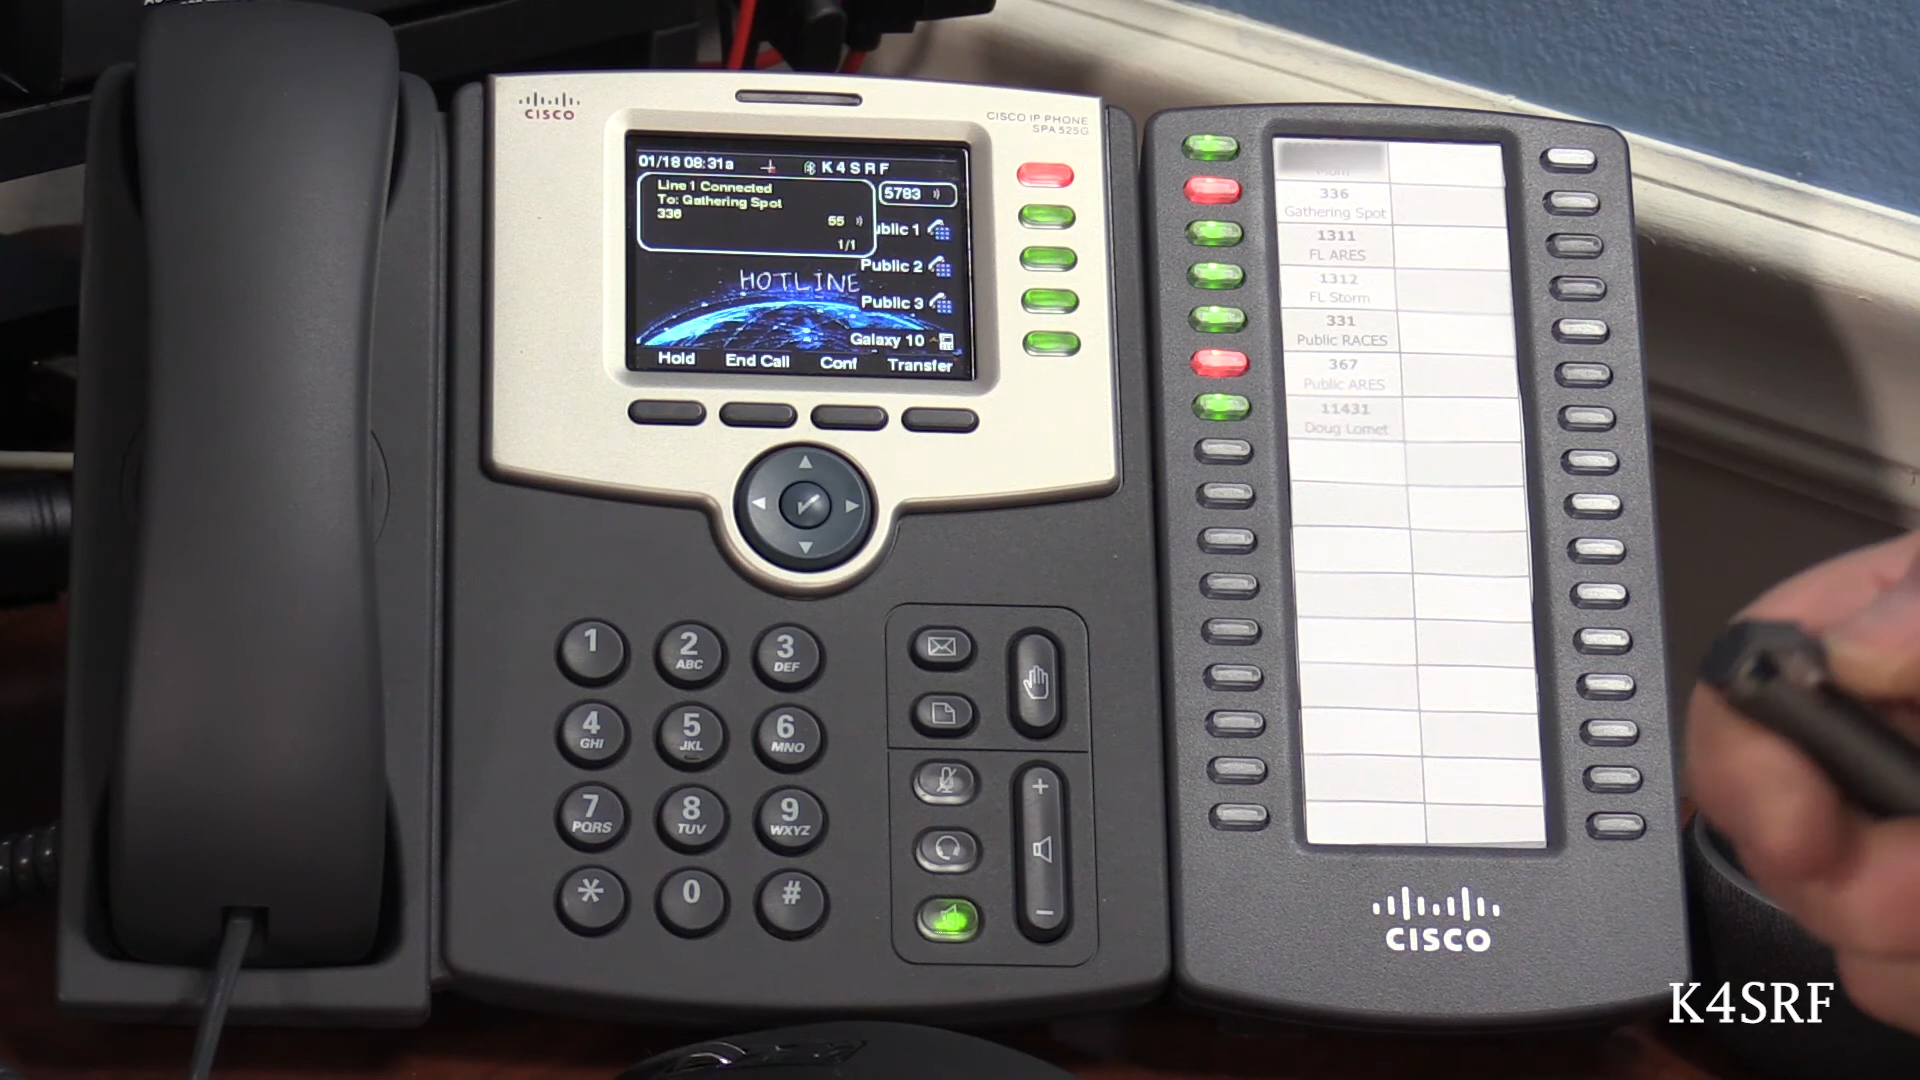 CISCO
CISCO IP PHONE
SPA 525G
01/18 08:31a
K4SRF
Line 1 Connected
To: Gathering Spot
336
55
1/1
5783
ublic 1
Public 2
HOTLINE
Public 3
Galaxy 10
Hold End Call Conf Transfer
336
Gathering Spot
1311
FL ARES
1312
FL Storm
331
Public RACES
367
Public ARES
11431
Doug Lomet
1
2 ABC
3 DEF
4 GHI
5 JKL
6 MNO
7 PQRS
8 TUV
9 WXYZ
*
0
#
+
−
CISCO
K4SRF